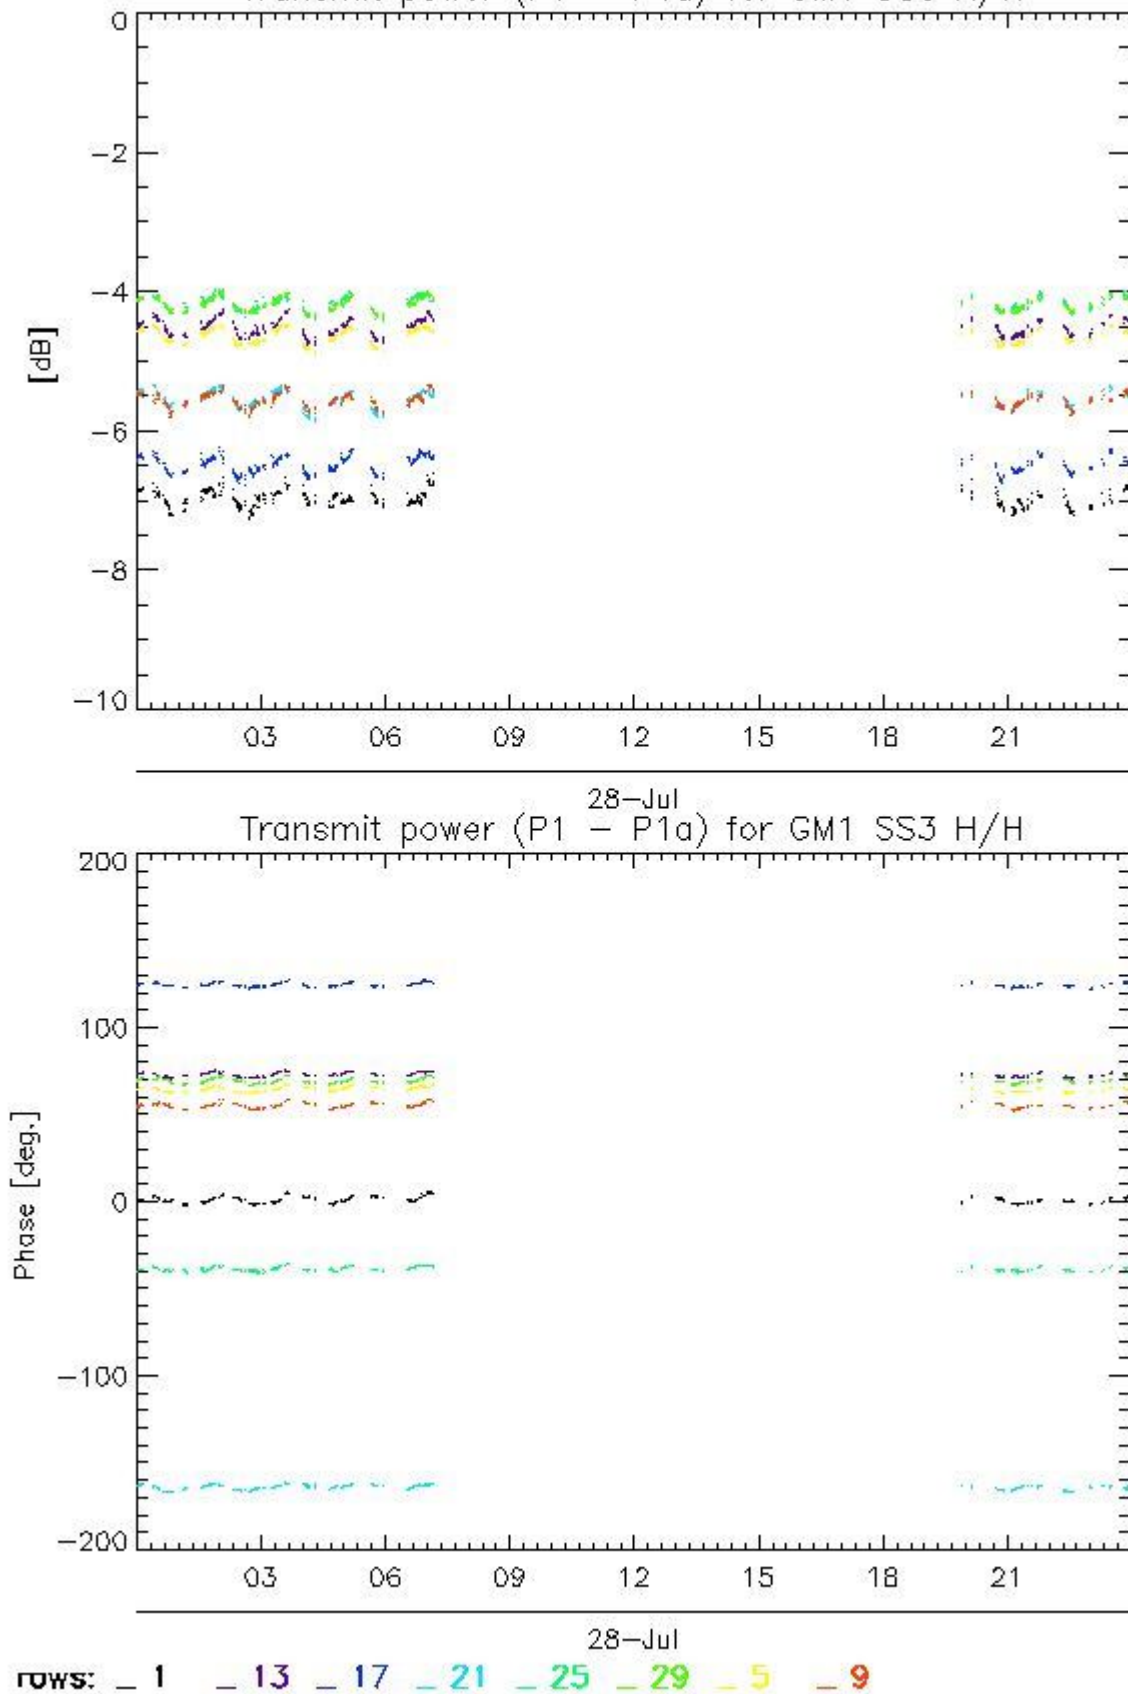 0
−2
−4
[dB]
−6
−8
−10
03 06 09 12 15 18 21
28−Jul
Transmit power (P1 − P1a) for GM1 SS3 H/H
200
100
Phase [deg.]
0
−100
−200
03 06 09 12 15 18 21
28−Jul
rows: _ 1 _ 13 _ 17 _ 21 _ 25 _ 29 _ 5 _ 9